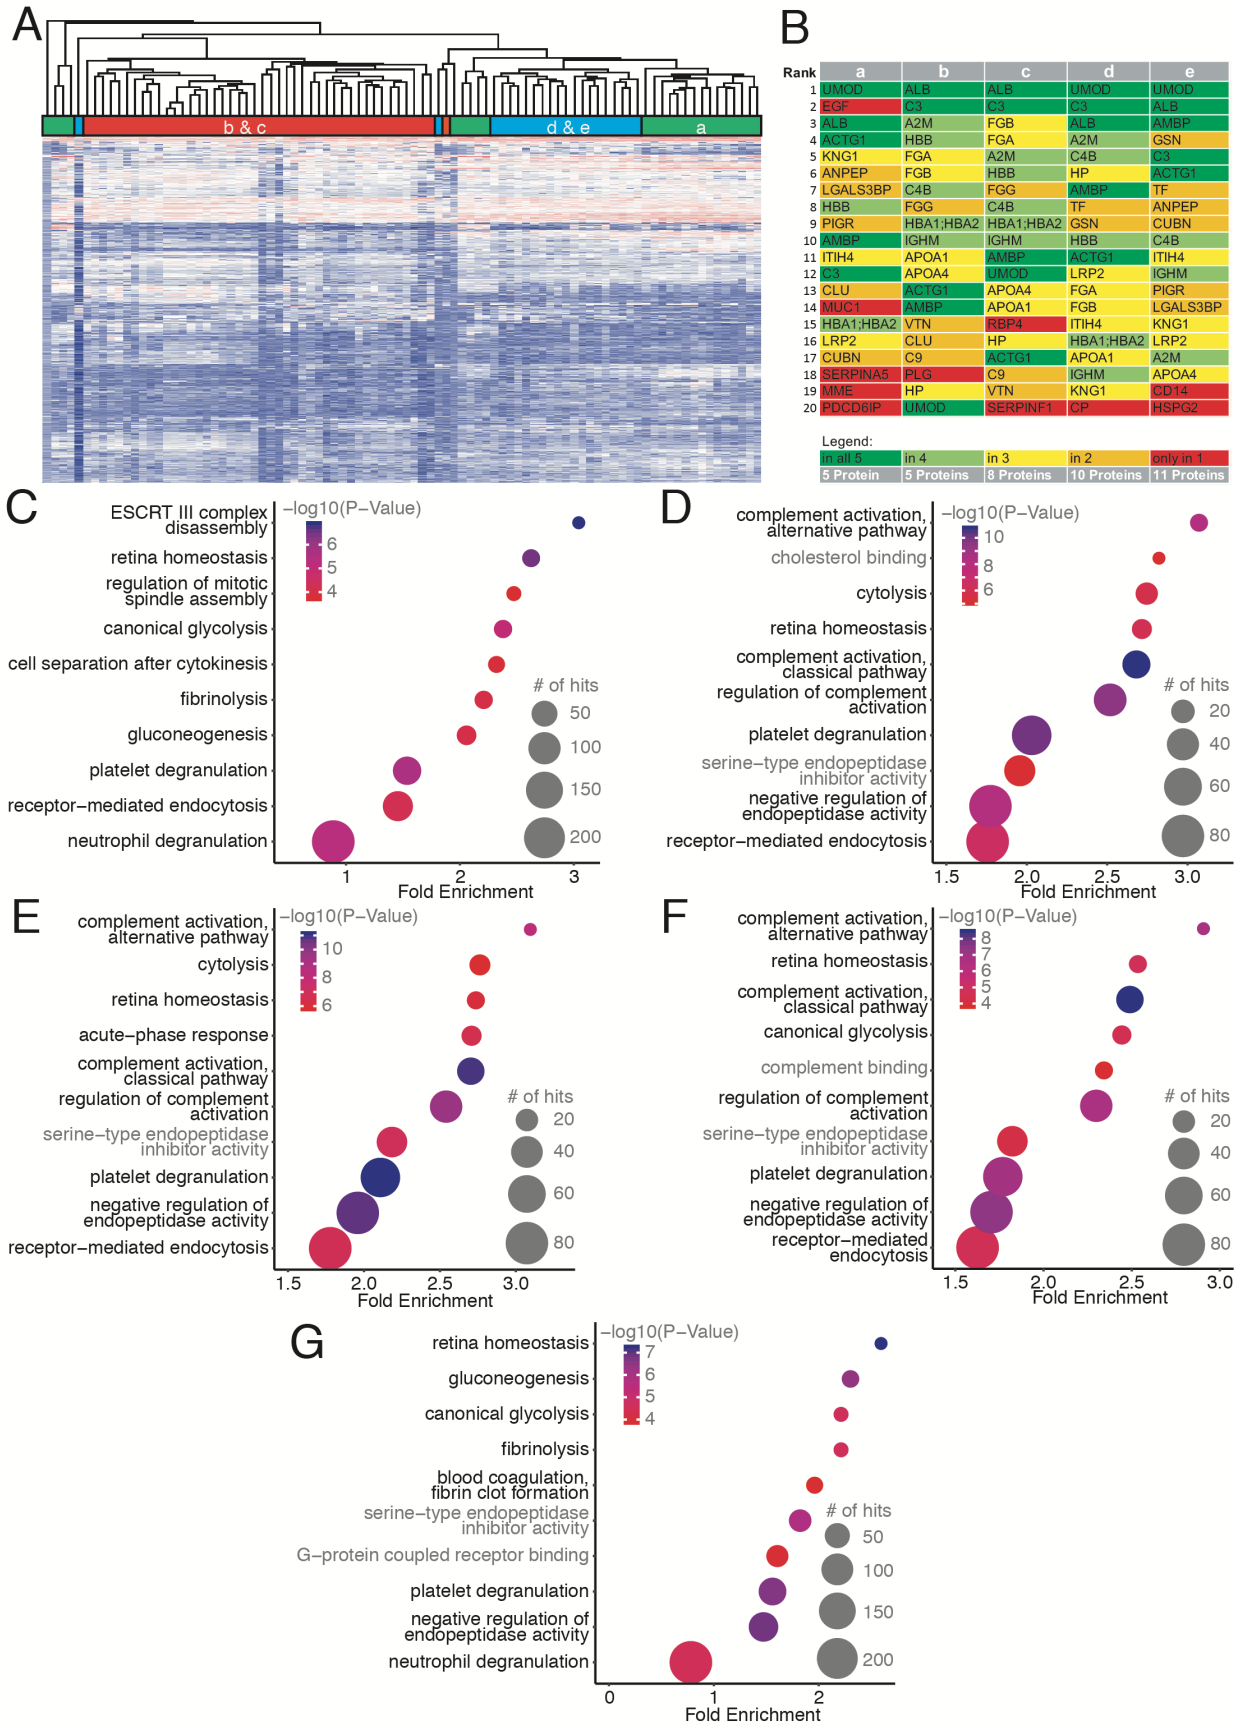 A
b & c
d & e
a
B
Rank a b c d e
1 UMOD ALB ALB UMOD UMOD
2 EGF C3 C3 C3 ALB
3 ALB A2M FGB ALB AMBP
4 ACTG1 HBB FGA A2M GSN
5 KNG1 FGA A2M C4B C3
6 ANPEP FGB HBB HP ACTG1
7 LGALS3BP C4B FGG AMBP TF
8 HBB FGG C4B TF ANPEP
9 PIGR HBA1;HBA2 HBA1;HBA2 GSN CUBN
10 AMBP IGHM IGHM HBB C4B
11 ITIH4 APOA1 AMBP ACTG1 ITIH4
12 C3 APOA4 UMOD LRP2 IGHM
13 CLU ACTG1 APOA4 FGA PIGR
14 MUC1 AMBP APOA1 FGB LGALS3BP
15 HBA1;HBA2 VTN RBP4 ITIH4 KNG1
16 LRP2 CLU HP HBA1;HBA2 LRP2
17 CUBN C9 ACTG1 APOA1 A2M
18 SERPINA5 PLG C9 IGHM APOA4
19 MME HP VTN KNG1 CD14
20 PDCD6IP UMOD SERPINF1 CP HSPG2
Legend:
in all 5 in 4 in 3 in 2 only in 1
5 Protein 5 Proteins 8 Proteins 10 Proteins 11 Proteins
C
ESCRT III complex
disassembly
retina homeostasis
regulation of mitotic
spindle assembly
canonical glycolysis
cell separation after cytokinesis
fibrinolysis
gluconeogenesis
platelet degranulation
receptor−mediated endocytosis
neutrophil degranulation
−log10(P−Value)
6
5
4
# of hits
50
100
150
200
1 2 3
Fold Enrichment
D
complement activation,
alternative pathway
cholesterol binding
cytolysis
retina homeostasis
complement activation,
classical pathway
regulation of complement
activation
platelet degranulation
serine−type endopeptidase
inhibitor activity
negative regulation of
endopeptidase activity
receptor−mediated endocytosis
−log10(P−Value)
10
8
6
# of hits
20
40
60
80
1.5 2.0 2.5 3.0
Fold Enrichment
E
complement activation,
alternative pathway
cytolysis
retina homeostasis
acute−phase response
complement activation,
classical pathway
regulation of complement
activation
serine−type endopeptidase
inhibitor activity
platelet degranulation
negative regulation of
endopeptidase activity
receptor−mediated endocytosis
−log10(P−Value)
10
8
6
# of hits
20
40
60
80
1.5 2.0 2.5 3.0
Fold Enrichment
F
complement activation,
alternative pathway
retina homeostasis
complement activation,
classical pathway
canonical glycolysis
complement binding
regulation of complement
activation
serine−type endopeptidase
inhibitor activity
platelet degranulation
negative regulation of
endopeptidase activity
receptor−mediated
endocytosis
−log10(P−Value)
8
7
6
5
4
# of hits
20
40
60
80
1.5 2.0 2.5 3.0
Fold Enrichment
G
retina homeostasis
gluconeogenesis
canonical glycolysis
fibrinolysis
blood coagulation,
fibrin clot formation
serine−type endopeptidase
inhibitor activity
G−protein coupled receptor binding
platelet degranulation
negative regulation of
endopeptidase activity
neutrophil degranulation
−log10(P−Value)
7
6
5
4
# of hits
50
100
150
200
0 1 2
Fold Enrichment